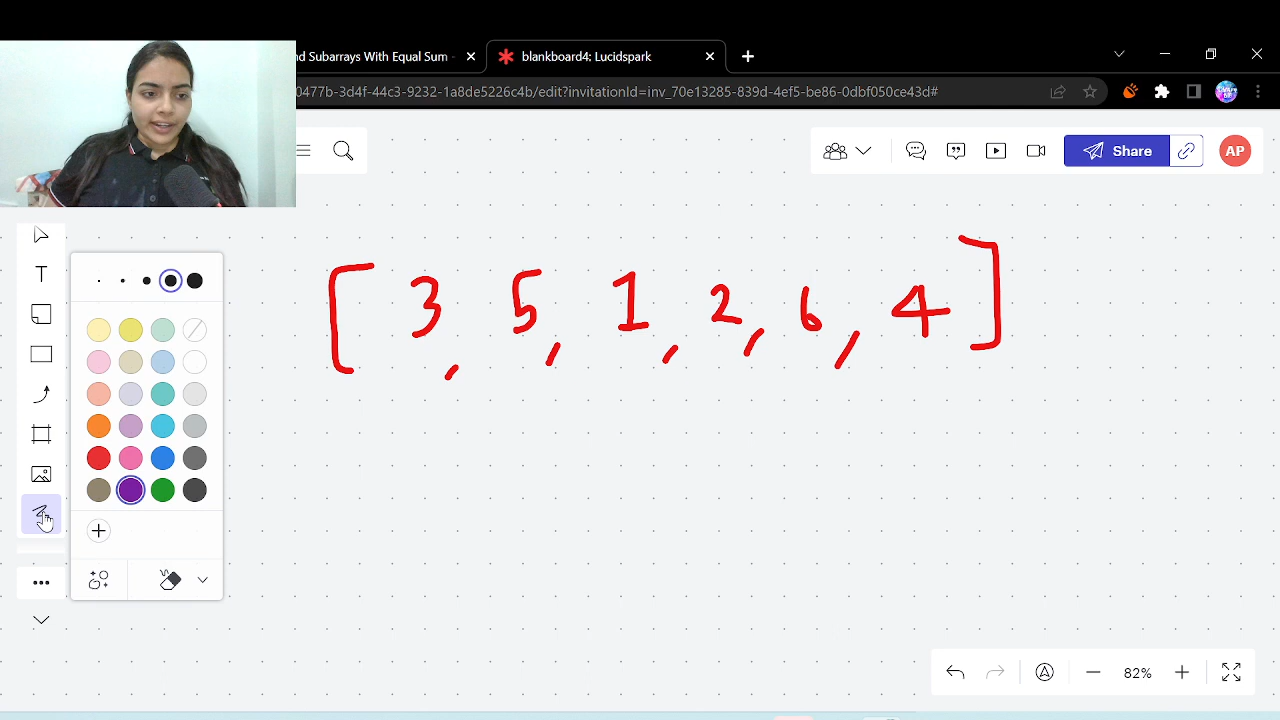 nd Subarrays With Equal Sum -
blankboard4: Lucidspark
0477b-3d4f-44c3-9232-1a8de5226c4b/edit?invitationId=inv_70e13285-839d-4ef5-be86-0dbf050ce43d#
Share
AP
T
[ 3, 5, 1, 2, 6, 4 ]
82%